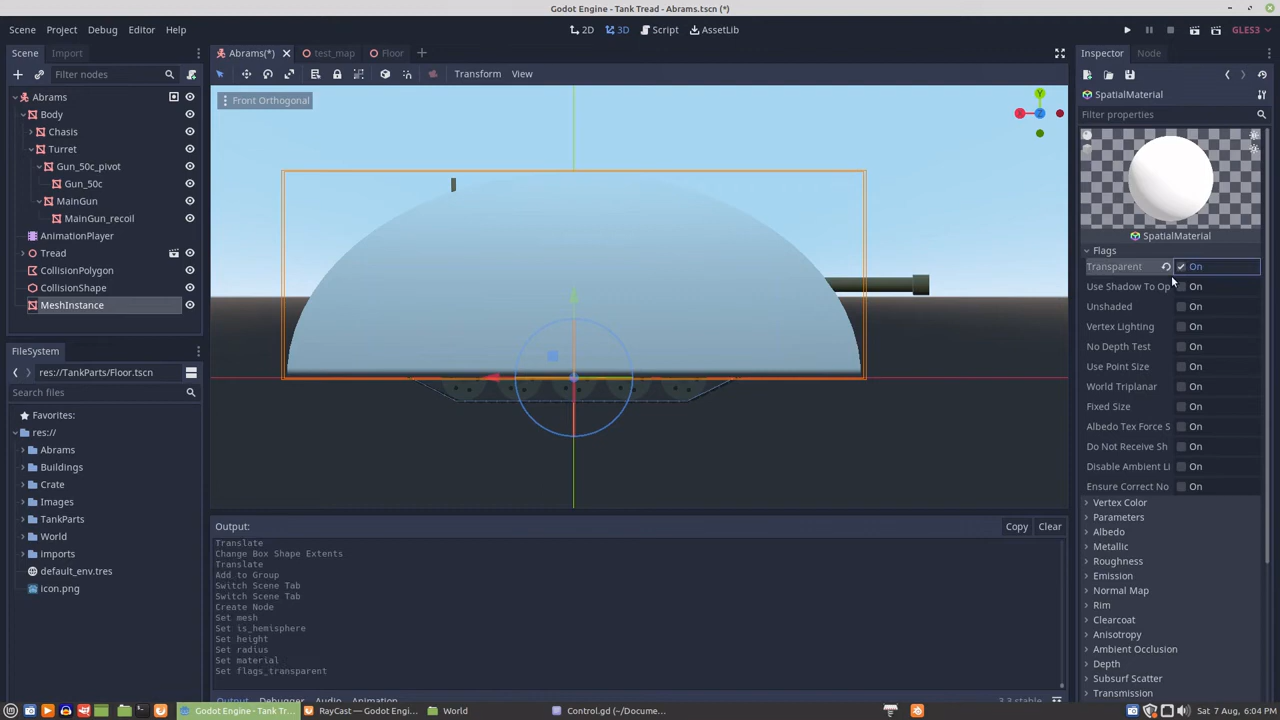 Godot Engine - Tank Tread - Abrams.tscn (*)
Scene Project Debug Editor Help
2D 3D Script AssetLib
GLES3
Scene Import
Abrams(*) test_map Floor
Inspector Node
Filter nodes
Transform View
SpatialMaterial
Filter properties
Front Orthogonal
Y
X
Z
Abrams
Body
Chasis
Turret
Gun_50c_pivot
Gun_50c
MainGun
MainGun_recoil
AnimationPlayer
Tread
CollisionPolygon
CollisionShape
MeshInstance
FileSystem
res://TankParts/Floor.tscn
Search files
Favorites:
res://
Abrams
Buildings
Crate
Images
TankParts
World
Imports
default_env.tres
icon.png
Output:
Copy Clear
Translate
Change Box Shape Extents
Translate
Add to Group
Switch Scene Tab
Switch Scene Tab
Create Node
Set mesh
Set is_hemisphere
Set height
Set radius
Set material
Set flags_transparent
Output Debugger Audio Animation
3.3.stable
SpatialMaterial
Flags
Transparent On
Use Shadow To Op On
Unshaded On
Vertex Lighting On
No Depth Test On
Use Point Size On
World Triplanar On
Fixed Size On
Albedo Tex Force S On
Do Not Receive Sh On
Disable Ambient Li On
Ensure Correct No On
Vertex Color
Parameters
Albedo
Metallic
Roughness
Emission
Normal Map
Rim
Clearcoat
Anisotropy
Ambient Occlusion
Depth
Subsurf Scatter
Transmission
Godot Engine - Tank Tr... RayCast — Godot Engi... World Control.gd (~/Docume...
Sat 7 Aug, 6:04 PM